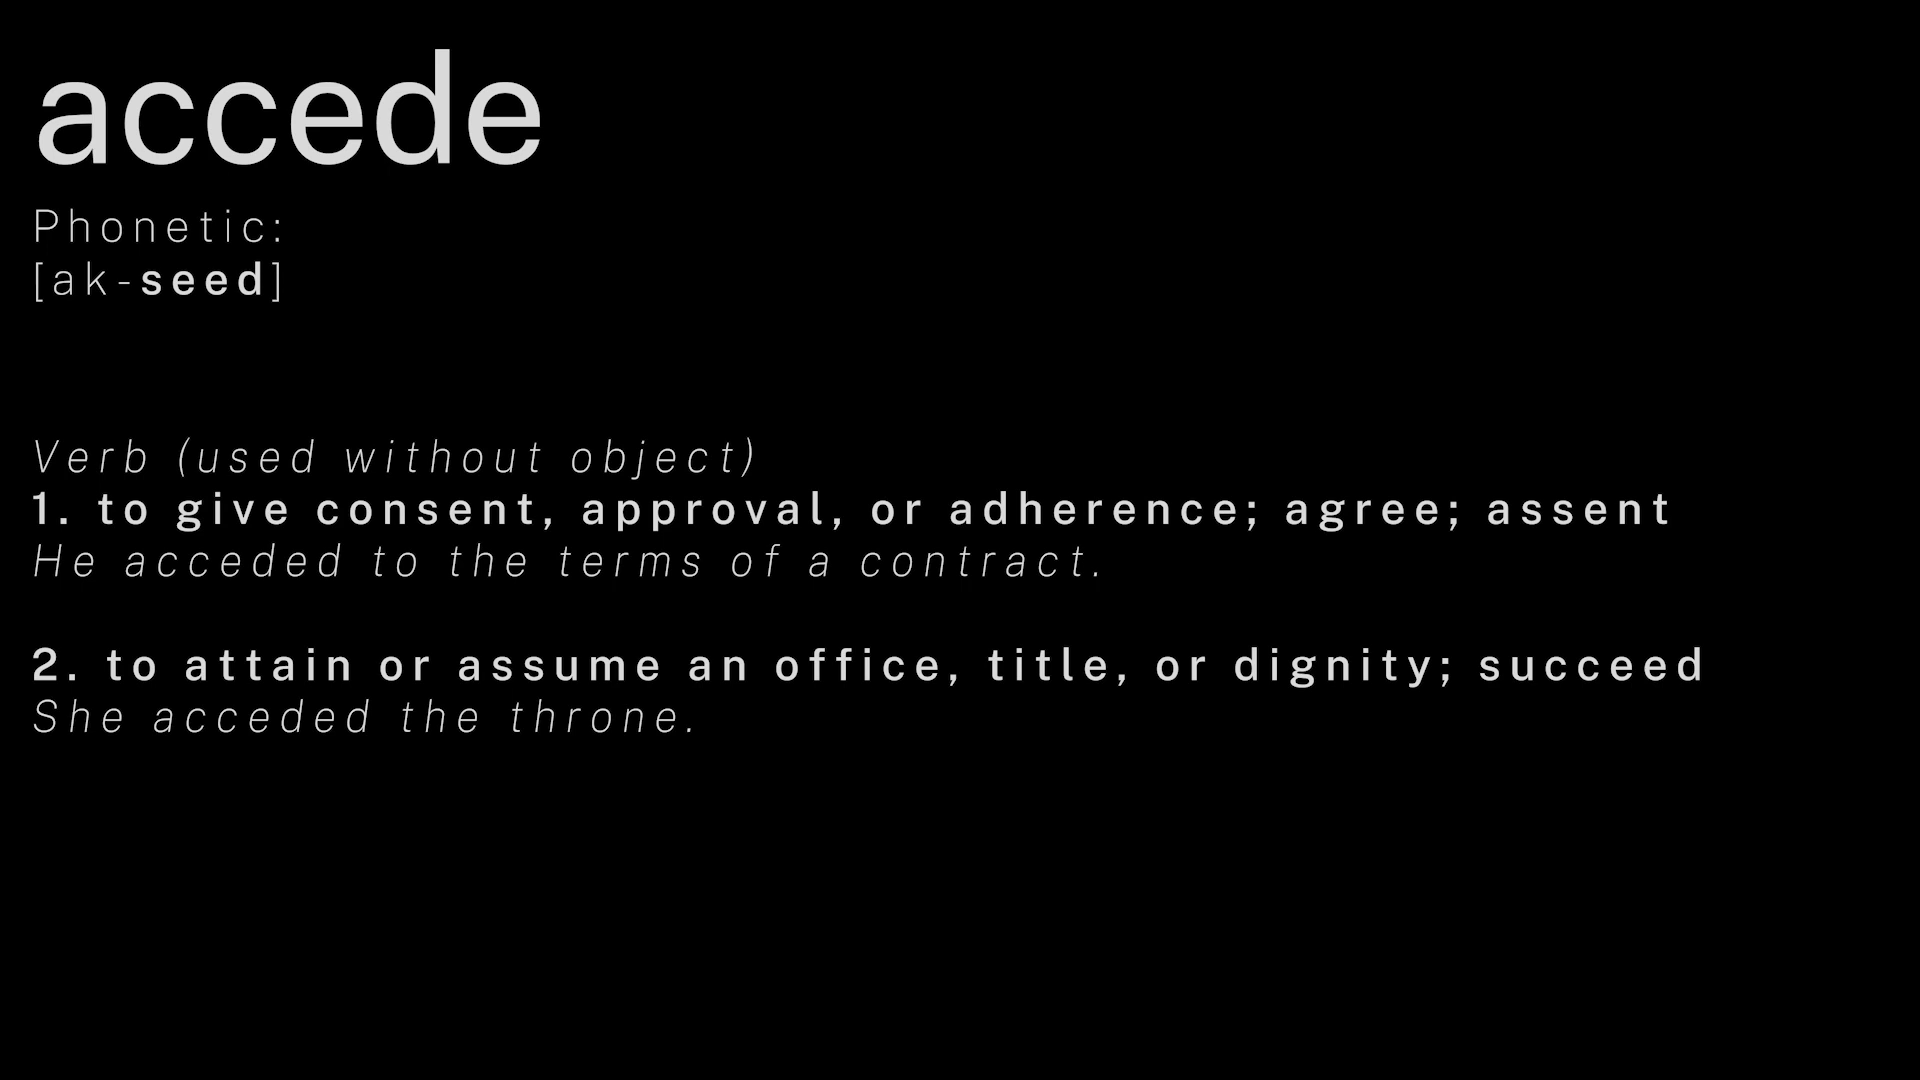 accede
Phonetic:
[ak-seed]
Verb (used without object)
1. to give consent, approval, or adherence; agree; assent
He acceded to the terms of a contract.
2. to attain or assume an office, title, or dignity; succeed
She acceded the throne.